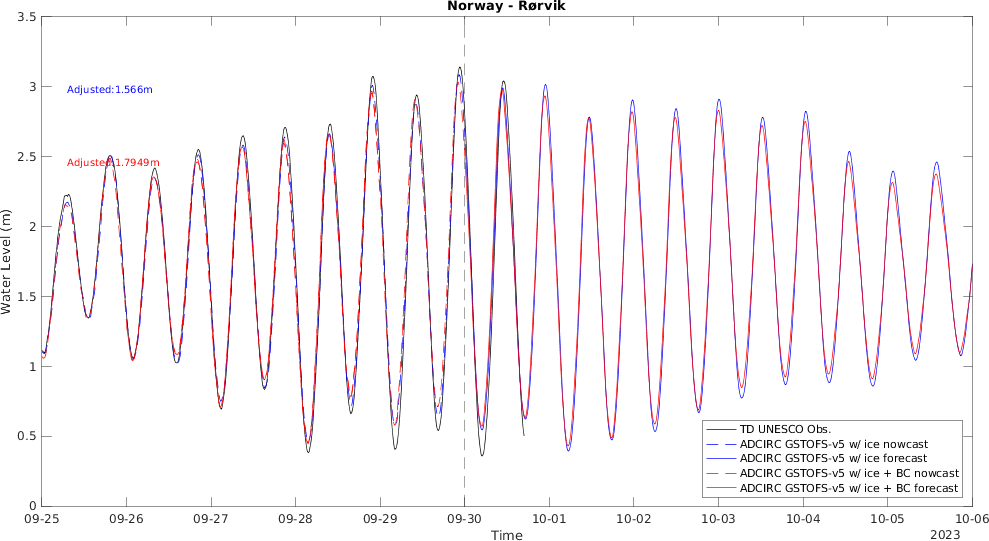 Norway - Rørvik
3.5
3
2.5
2
1.5
1
0.5
0
Water Level (m)
Adjusted:1.566m
Adjusted:1.7949m
TD UNESCO Obs.
ADCIRC GSTOFS-v5 w/ ice nowcast
ADCIRC GSTOFS-v5 w/ ice forecast
ADCIRC GSTOFS-v5 w/ ice + BC nowcast
ADCIRC GSTOFS-v5 w/ ice + BC forecast
09-25 09-26 09-27 09-28 09-29 09-30 10-01 10-02 10-03 10-04 10-05 10-06
Time
2023